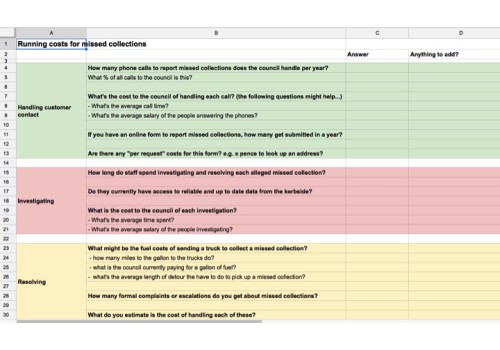 A B C D
1 Running costs for missed collections
2 Answer Anything to add?
3
4 How many phone calls to report missed collections does the council handle per year?
5 What % of all calls to the council is this?
6
7 What's the cost to the council of handling each call? (the following questions might help...)
8 Handling customer contact - What's the average call time?
9 - What's the average salary of the people answering the phones?
10
11 If you have an online form to report missed collections, how many get submitted in a year?
12
13 Are there any "per request" costs for this form? e.g. x pence to look up an address?
14
15 How long do staff spend investigating and resolving each alleged missed collection?
16
17 Do they currently have access to reliable and up to date data from the kerbside?
18 Investigating
19 What is the cost to the council of each investigation?
20 - What's the average time spent?
21 - What's the average salary of the people investigating?
22
23 What might be the fuel costs of sending a truck to collect a missed collection?
24 - how many miles to the gallon to the trucks do?
25 - what is the council currently paying for a gallon of fuel?
26 - what's the average length of detour the have to do to pick up a missed collection?
27 Resolving
28 How many formal complaints or escalations do you get about missed collections?
29
30 What do you estimate is the cost of handling each of these?